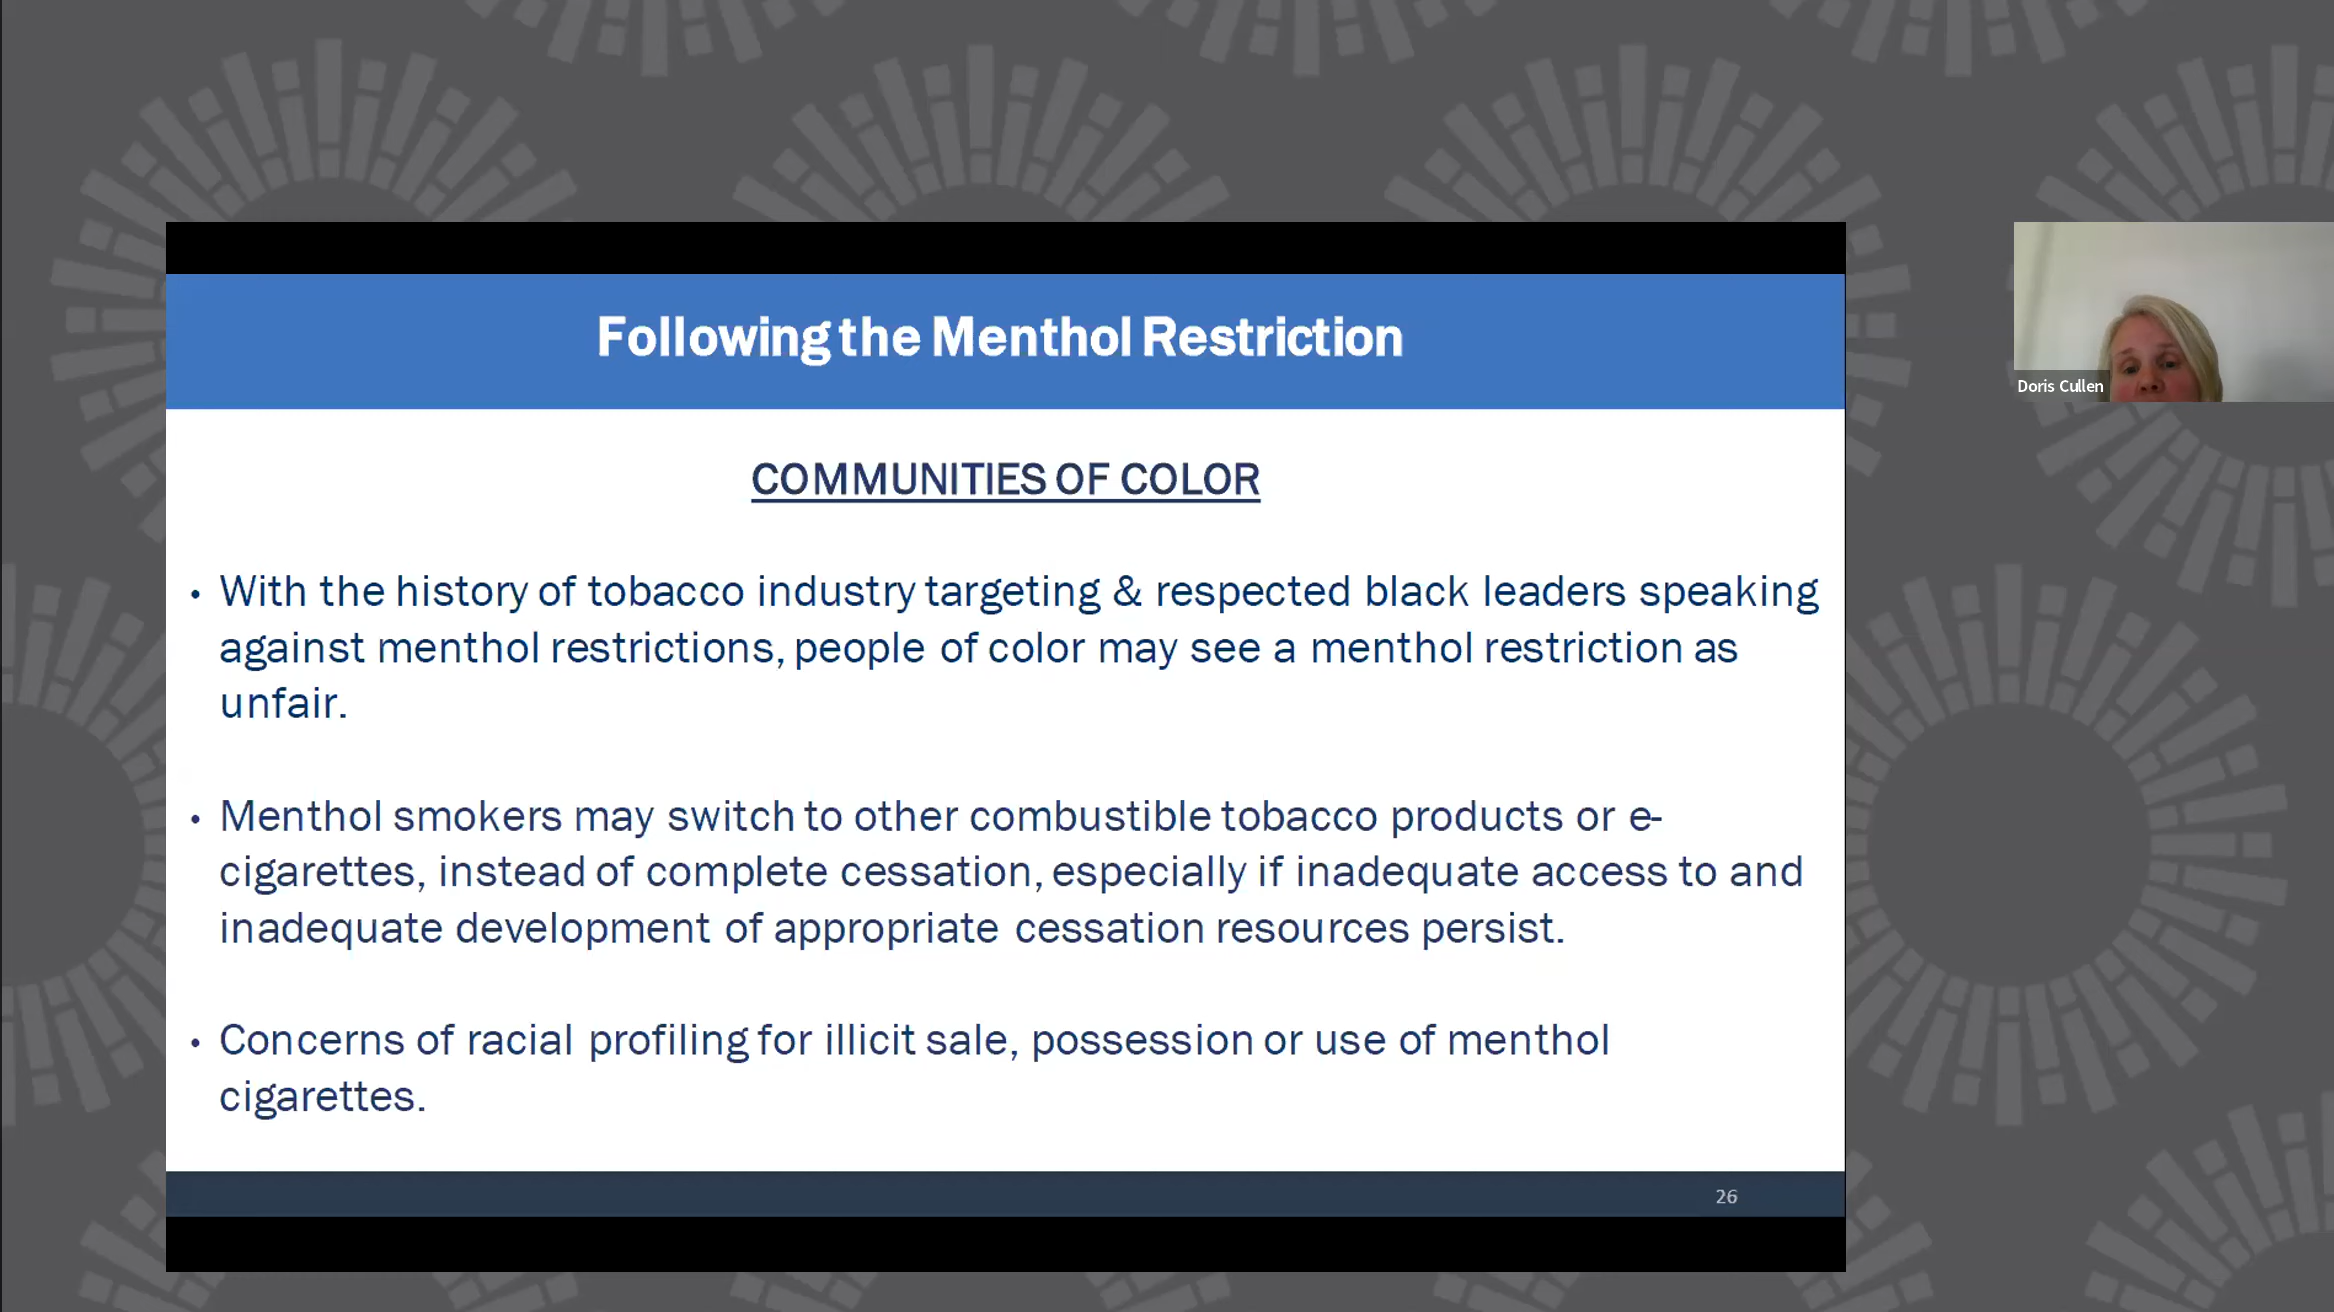 Following the Menthol Restriction
Doris Cullen
COMMUNITIES OF COLOR
• With the history of tobacco industry targeting & respected black leaders speaking
against menthol restrictions, people of color may see a menthol restriction as
unfair.
• Menthol smokers may switch to other combustible tobacco products or e-
cigarettes, instead of complete cessation, especially if inadequate access to and
inadequate development of appropriate cessation resources persist.
• Concerns of racial profiling for illicit sale, possession or use of menthol
cigarettes.
26